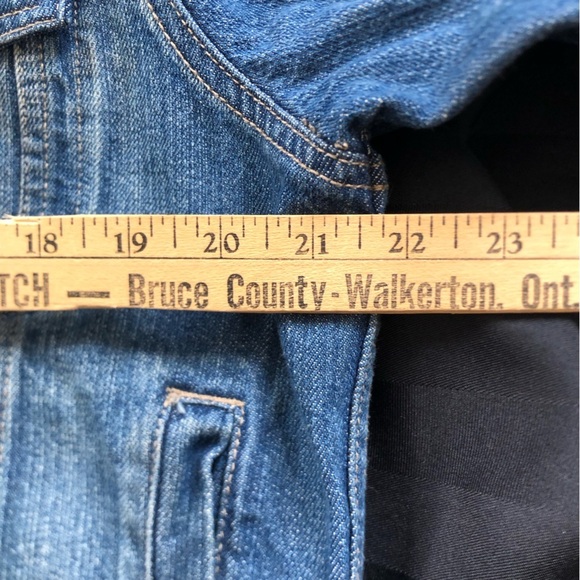 18 19 20 21 22 23
TCH — Bruce County-Walkerton, Ont.